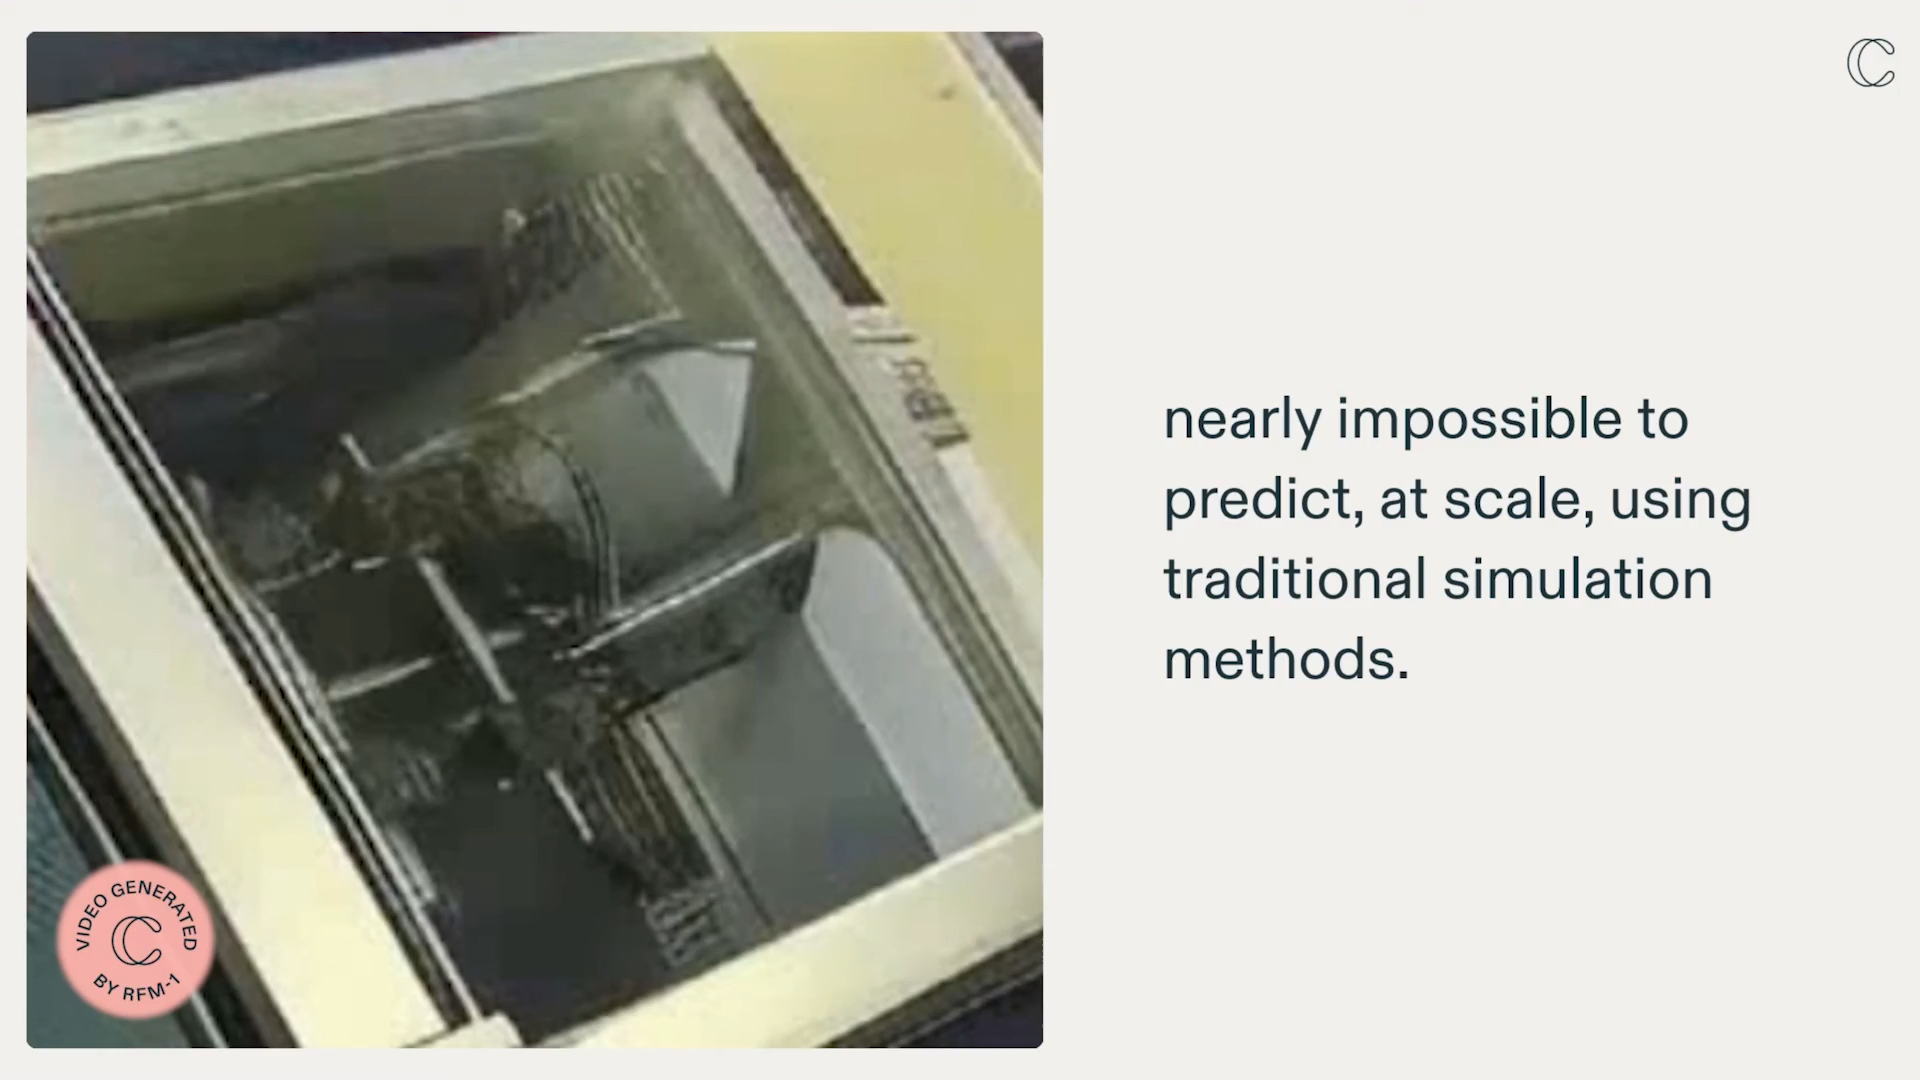 nearly impossible to
predict, at scale, using
traditional simulation
methods.
VIDEO GENERATED
BY RFM-1